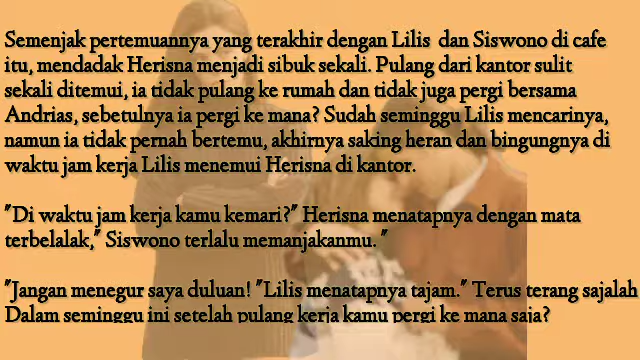 Semenjak pertemuannya yang terakhir dengan Lilis dan Siswono di cafe
itu, mendadak Herisna menjadi sibuk sekali. Pulang dari kantor sulit
sekali ditemui, ia tidak pulang ke rumah dan tidak juga pergi bersama
Andrias, sebetulnya ia pergi ke mana? Sudah seminggu Lilis mencarinya,
namun ia tidak pernah bertemu, akhirnya saking heran dan bingungnya di
waktu jam kerja Lilis menemui Herisna di kantor.
"Di waktu jam kerja kamu kemari?" Herisna menatapnya dengan mata
terbelalak," Siswono terlalu memanjakanmu."
"Jangan menegur saya duluan! "Lilis menatapnya tajam." Terus terang sajalah
Dalam seminggu ini setelah pulang kerja kamu pergi ke mana saja?